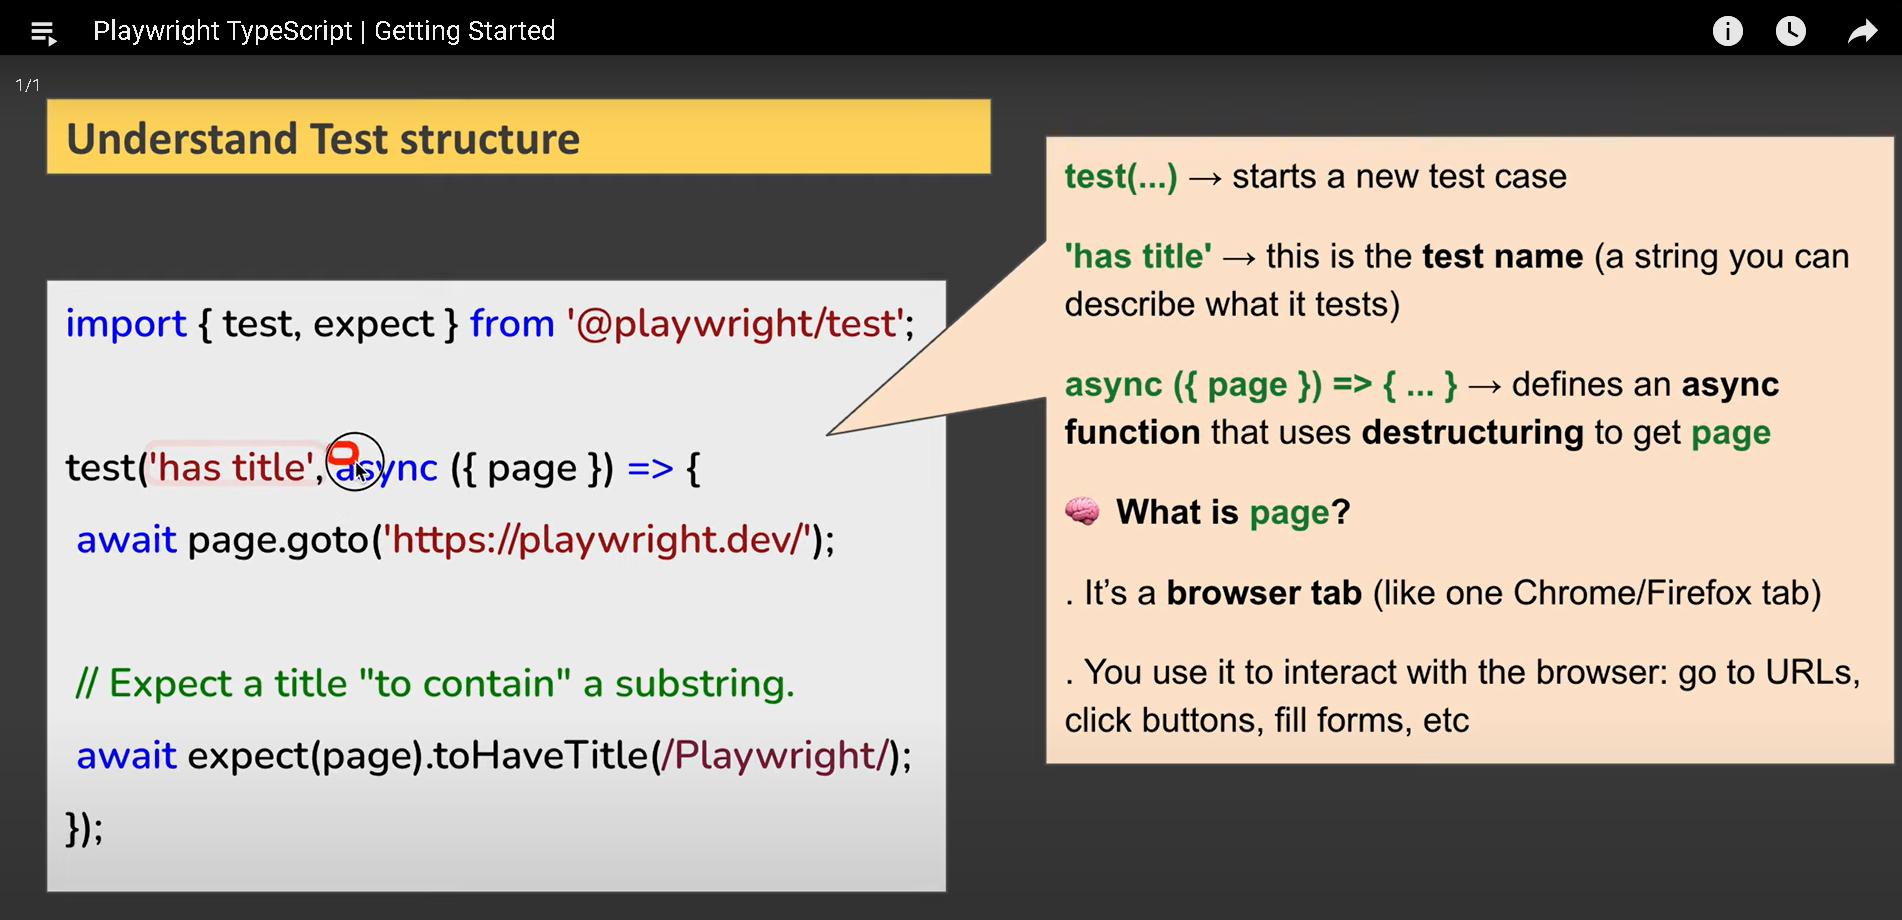 Playwright TypeScript | Getting Started
1/1
Understand Test structure
import { test, expect } from '@playwright/test';
test('has title', async ({ page }) => {
await page.goto('https://playwright.dev/');
// Expect a title "to contain" a substring.
await expect(page).toHaveTitle(/Playwright/);
});
test(...) → starts a new test case
'has title' → this is the test name (a string you can
describe what it tests)
async ({ page }) => { ... } → defines an async
function that uses destructuring to get page
🧠 What is page?
. It’s a browser tab (like one Chrome/Firefox tab)
. You use it to interact with the browser: go to URLs,
click buttons, fill forms, etc